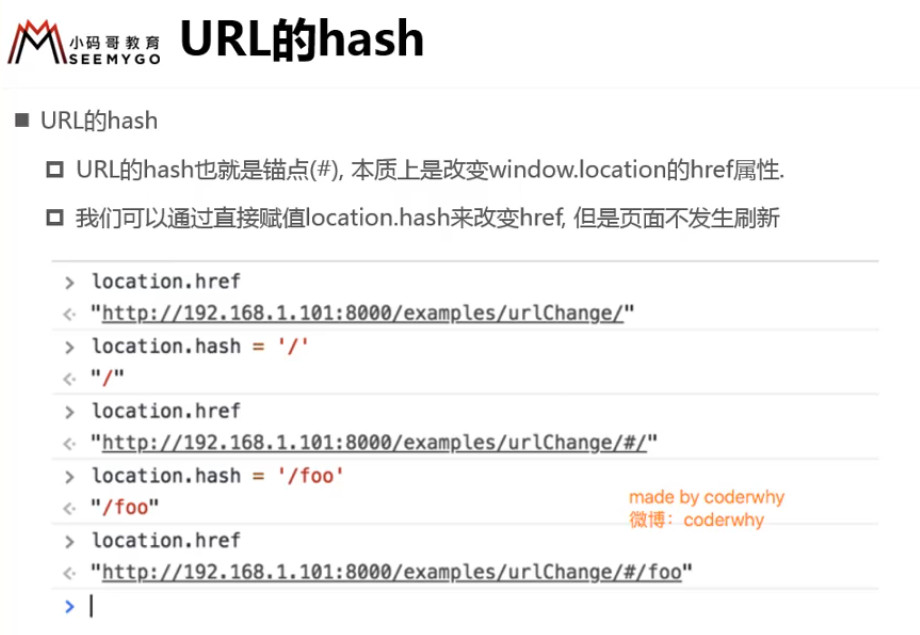 小码哥教育
SEEMYGO
URL的hash
URL的hash
URL的hash也就是锚点(#), 本质上是改变window.location的href属性.
我们可以通过直接赋值location.hash来改变href, 但是页面不发生刷新
> location.href
<· "http://192.168.1.101:8000/examples/urlChange/"
> location.hash = '/'
<· "/"
> location.href
<· "http://192.168.1.101:8000/examples/urlChange/#/"
> location.hash = '/foo'
<· "/foo"
> location.href
<· "http://192.168.1.101:8000/examples/urlChange/#/foo"
>
made by coderwhy
微博：coderwhy